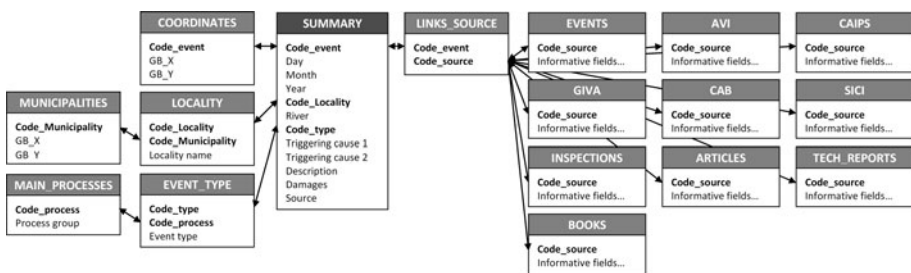 COORDINATES
Code_event
GB_X
GB_Y
MUNICIPALITIES
Code_Municipality
GB_X
GB_Y
LOCALITY
Code_Locality
Code_Municipality
Locality name
MAIN_PROCESSES
Code_process
Process group
EVENT_TYPE
Code_type
Code_process
Event type
SUMMARY
Code_event
Day
Month
Year
Code_Locality
River
Code_type
Triggering cause 1
Triggering cause 2
Description
Damages
Source
LINKS_SOURCE
Code_event
Code_source
EVENTS
Code_source
Informative fields...
AVI
Code_source
Informative fields...
CAIPS
Code_source
Informative fields...
GIVA
Code_source
Informative fields...
CAB
Code_source
Informative fields...
SICI
Code_source
Informative fields...
INSPECTIONS
Code_source
Informative fields...
ARTICLES
Code_source
Informative fields...
TECH_REPORTS
Code_source
Informative fields...
BOOKS
Code_source
Informative fields...